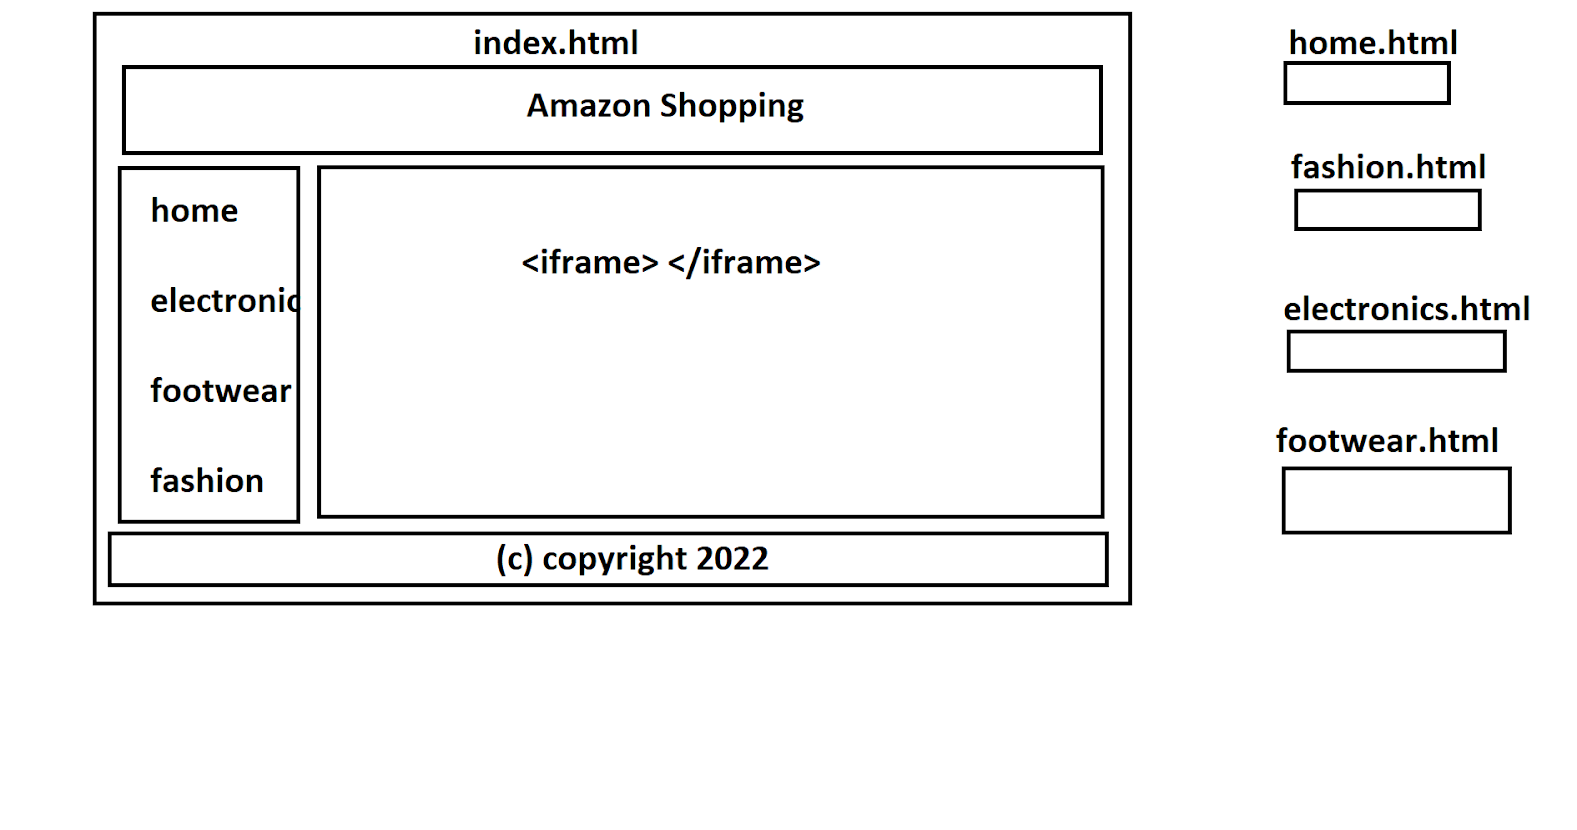 index.html
Amazon Shopping
home
electronic
footwear
fashion
<iframe> </iframe>
(c) copyright 2022
home.html
fashion.html
electronics.html
footwear.html